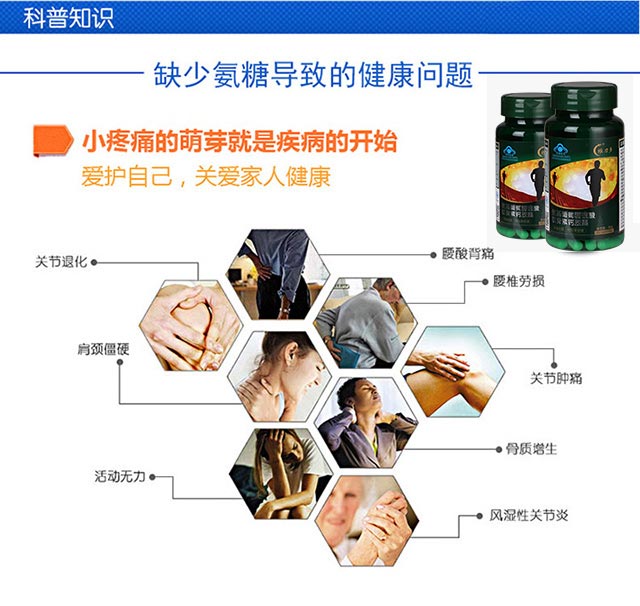 科普知识
缺少氨糖导致的健康问题
小疼痛的萌芽就是疾病的开始
爱护自己，关爱家人健康
关节退化
腰酸背痛
腰椎劳损
肩颈僵硬
关节肿痛
骨质增生
活动无力
风湿性关节炎